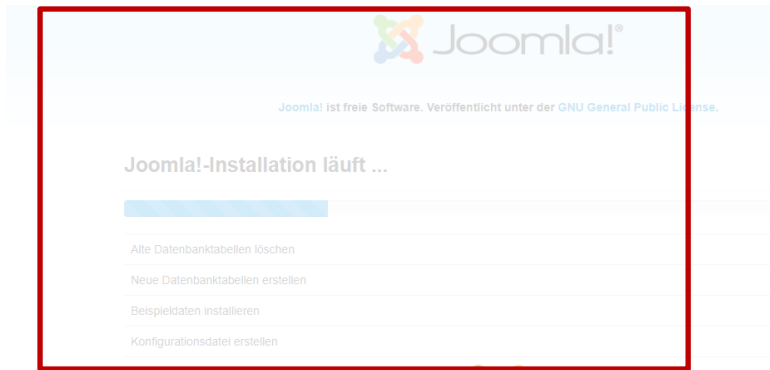 Joomla!®
Joomla! ist freie Software. Veröffentlicht unter der GNU General Public License.
Joomla!-Installation läuft ...
Alte Datenbanktabellen löschen
Neue Datenbanktabellen erstellen
Beispieldaten installieren
Konfigurationsdatei erstellen